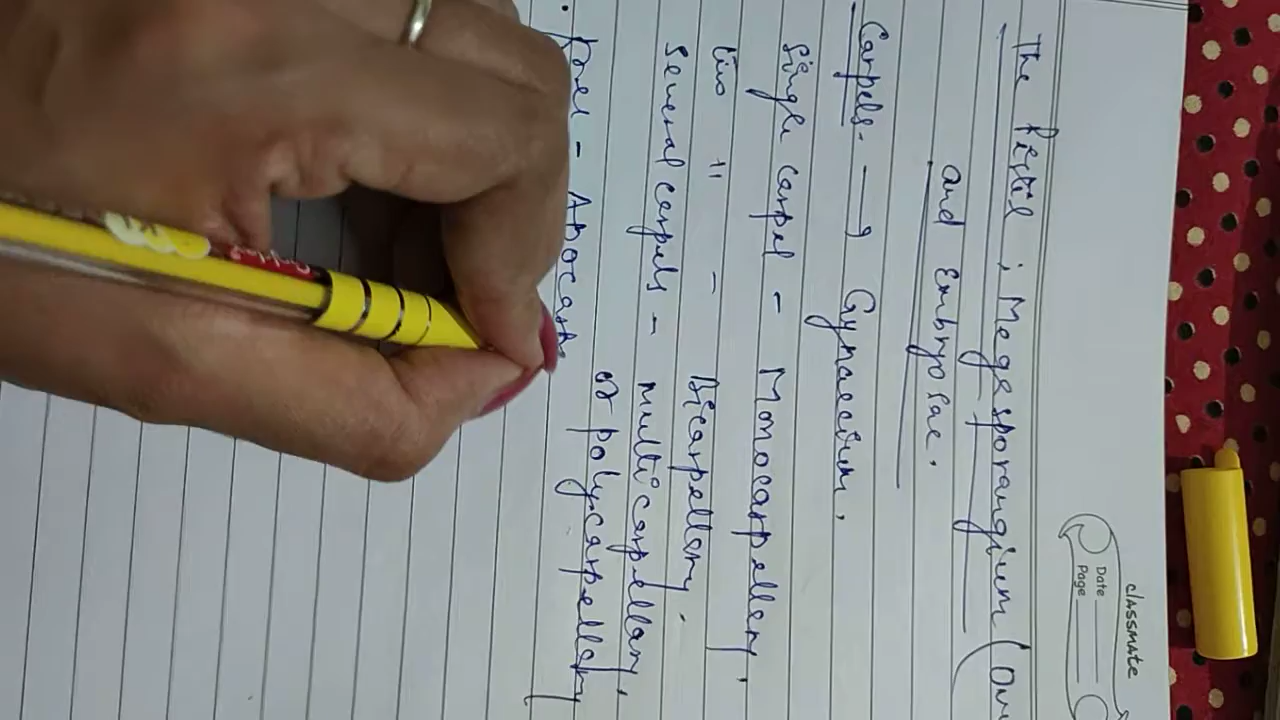 classmate
Date
Page
The Pistil ; Megasporangium (Ov
and Embryo sac.
Carpels. → Gynaecium.
Single carpel - Monocarpellary.
two " - Bicarpellary.
Several carpels - multicarpellary,
or polycarpellary
free - Apocarp